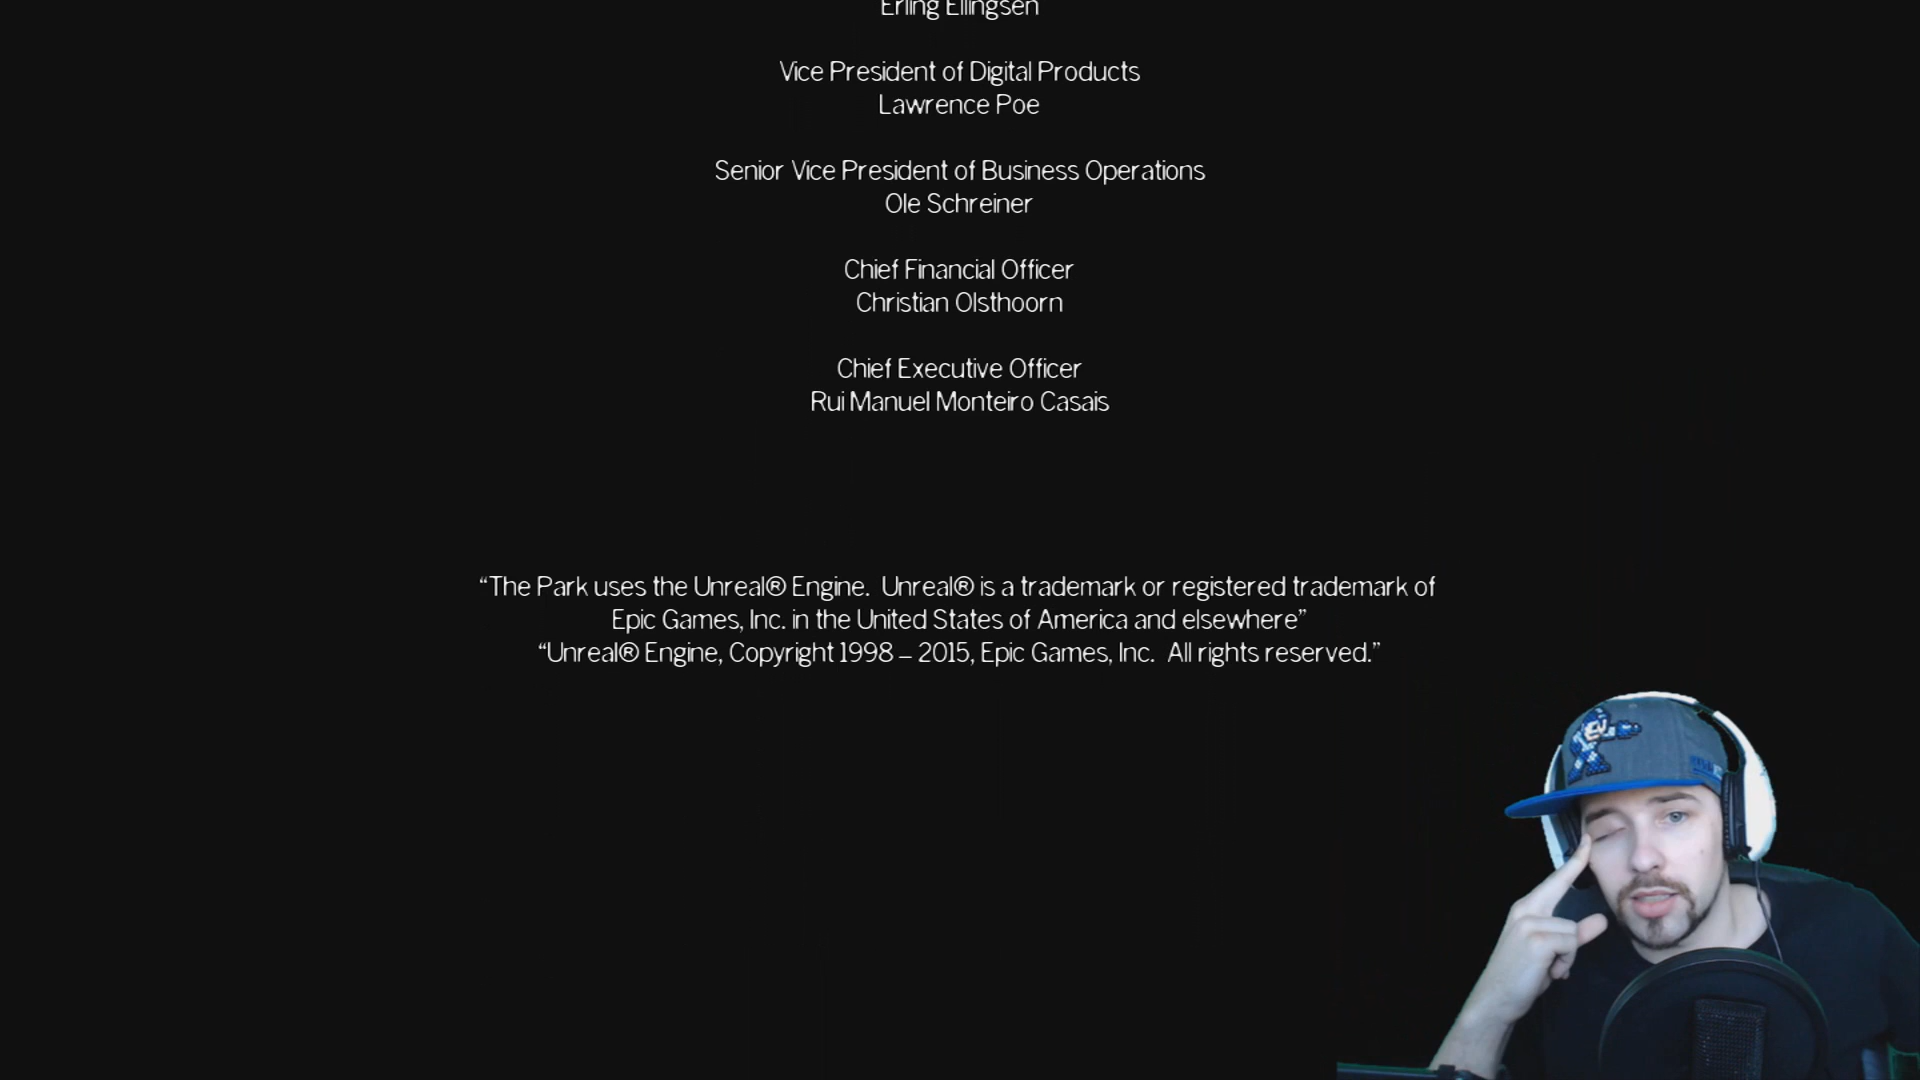 Erling Ellingsen
Vice President of Digital Products
Lawrence Poe
Senior Vice President of Business Operations
Ole Schreiner
Chief Financial Officer
Christian Olsthoorn
Chief Executive Officer
Rui Manuel Monteiro Casais
“The Park uses the Unreal® Engine.  Unreal® is a trademark or registered trademark of
Epic Games, Inc. in the United States of America and elsewhere”
“Unreal® Engine, Copyright 1998 – 2015, Epic Games, Inc.  All rights reserved.”